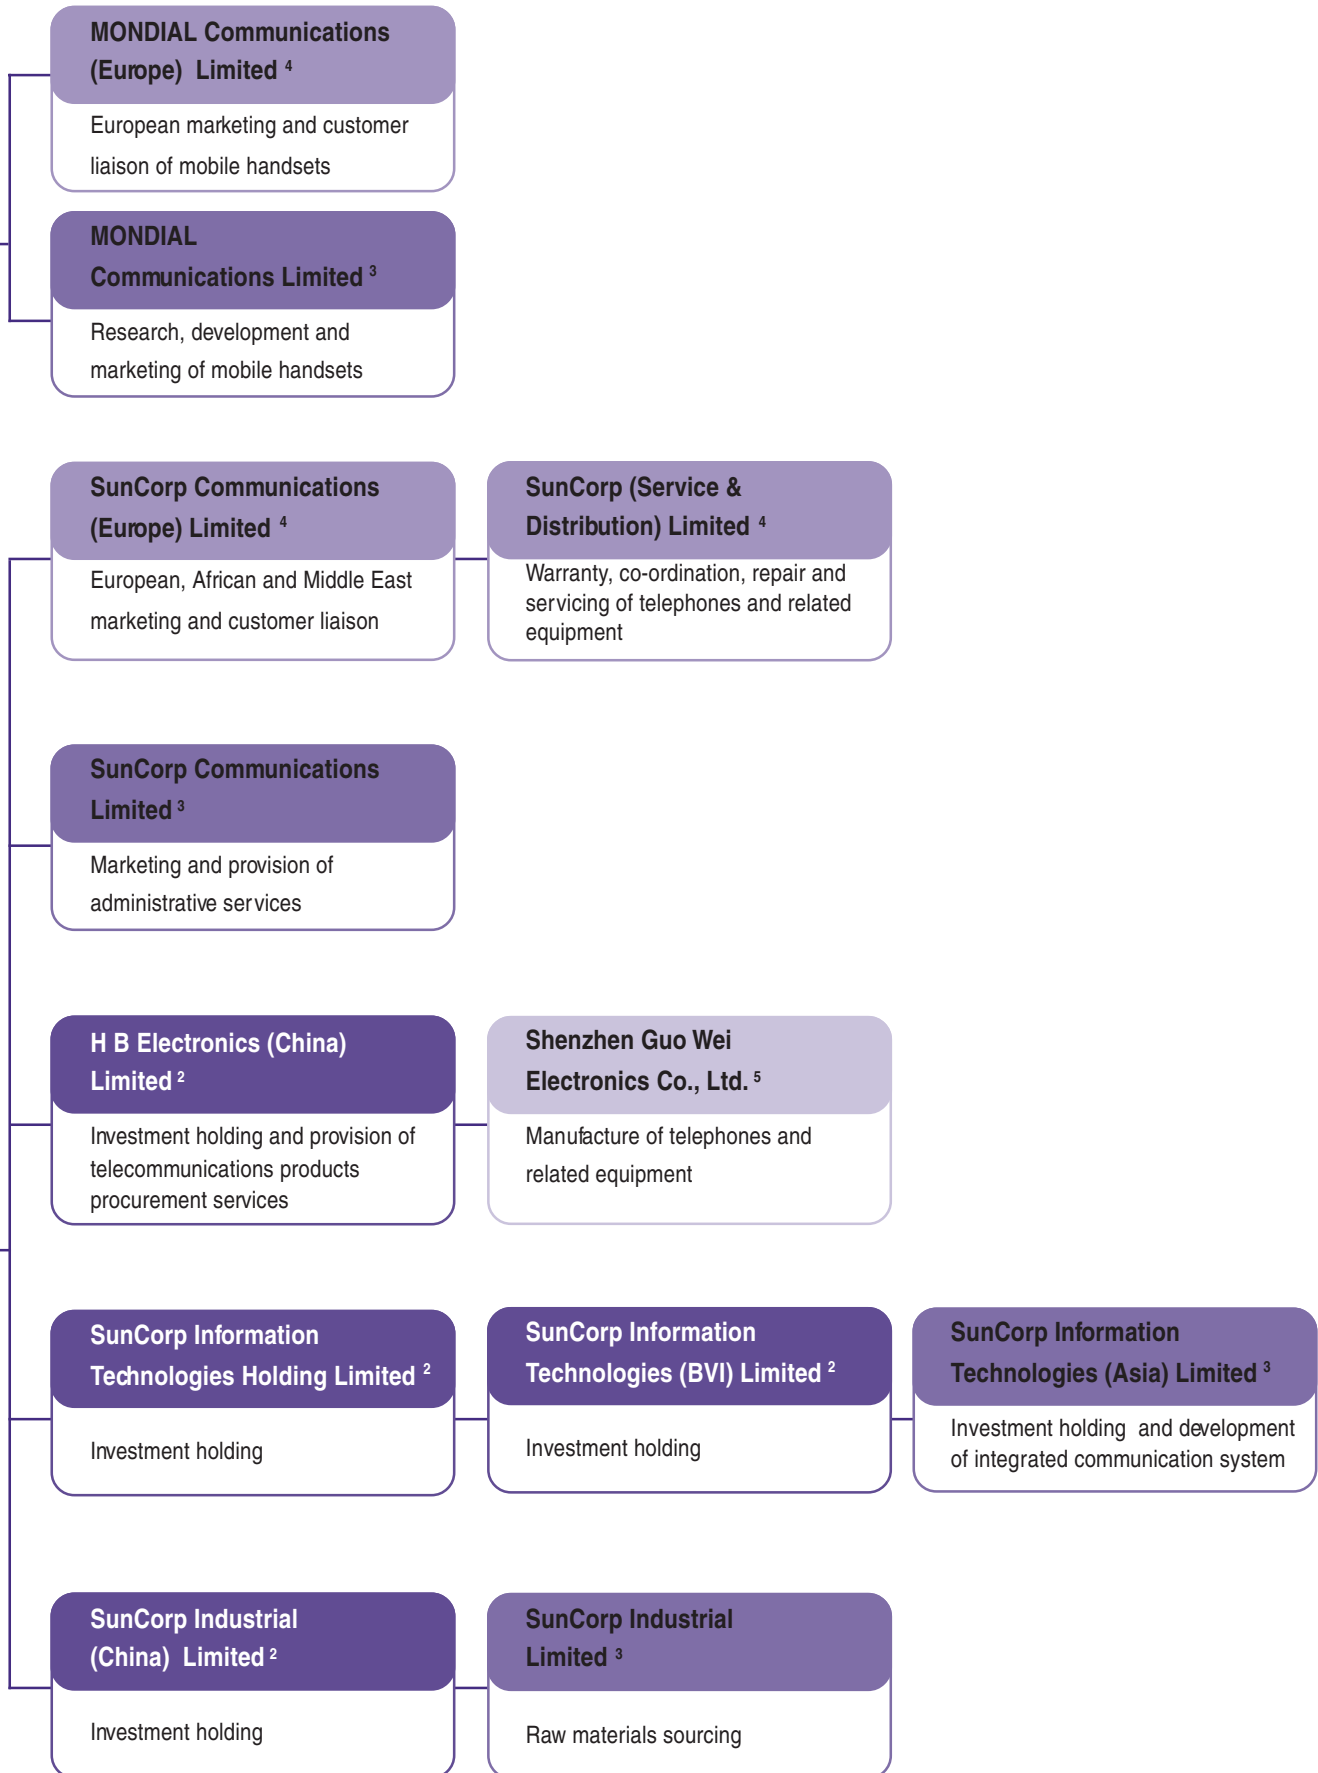 MONDIAL Communications
(Europe) Limited 4
European marketing and customer
liaison of mobile handsets
MONDIAL
Communications Limited 3
Research, development and
marketing of mobile handsets
SunCorp Communications
(Europe) Limited 4
European, African and Middle East
marketing and customer liaison
SunCorp (Service &
Distribution) Limited 4
Warranty, co-ordination, repair and
servicing of telephones and related
equipment
SunCorp Communications
Limited 3
Marketing and provision of
administrative services
H B Electronics (China)
Limited 2
Investment holding and provision of
telecommunications products
procurement services
Shenzhen Guo Wei
Electronics Co., Ltd. 5
Manufacture of telephones and
related equipment
SunCorp Information
Technologies Holding Limited 2
Investment holding
SunCorp Information
Technologies (BVI) Limited 2
Investment holding
SunCorp Information
Technologies (Asia) Limited 3
Investment holding and development
of integrated communication system
SunCorp Industrial
(China) Limited 2
Investment holding
SunCorp Industrial
Limited 3
Raw materials sourcing